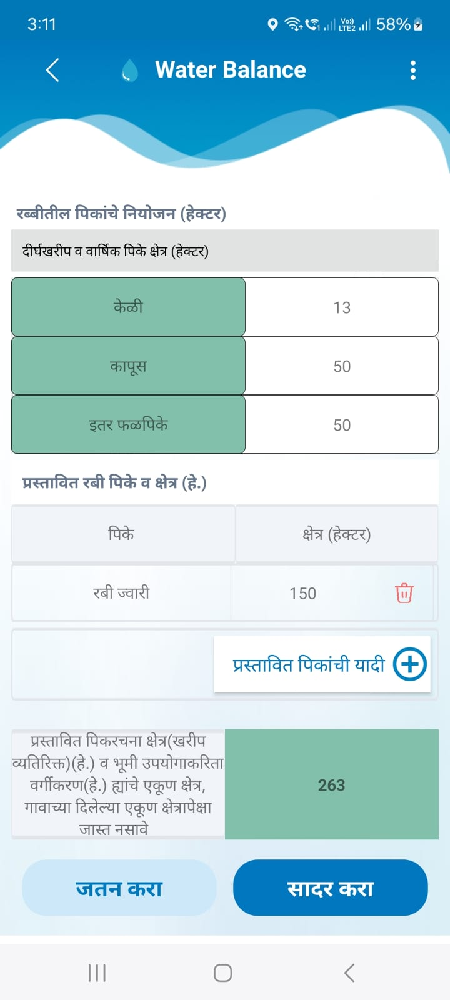 3:11
Vo))
LTE2
58%
Water Balance
रब्बीतील पिकांचे नियोजन (हेक्टर)
दीर्घखरीप व वार्षिक पिके क्षेत्र (हेक्टर)
केळी 13
कापूस 50
इतर फळपिके 50
प्रस्तावित रबी पिके व क्षेत्र (हे.)
पिके क्षेत्र (हेक्टर)
रबी ज्वारी 150
प्रस्तावित पिकांची यादी
प्रस्तावित पिकरचना क्षेत्र(खरीप
व्यतिरिक्त)(हे.) व भूमी उपयोगाकरिता
वर्गीकरण(हे.) ह्यांचे एकूण क्षेत्र,
गावाच्या दिलेल्या एकूण क्षेत्रापेक्षा
जास्त नसावे
263
जतन करा सादर करा